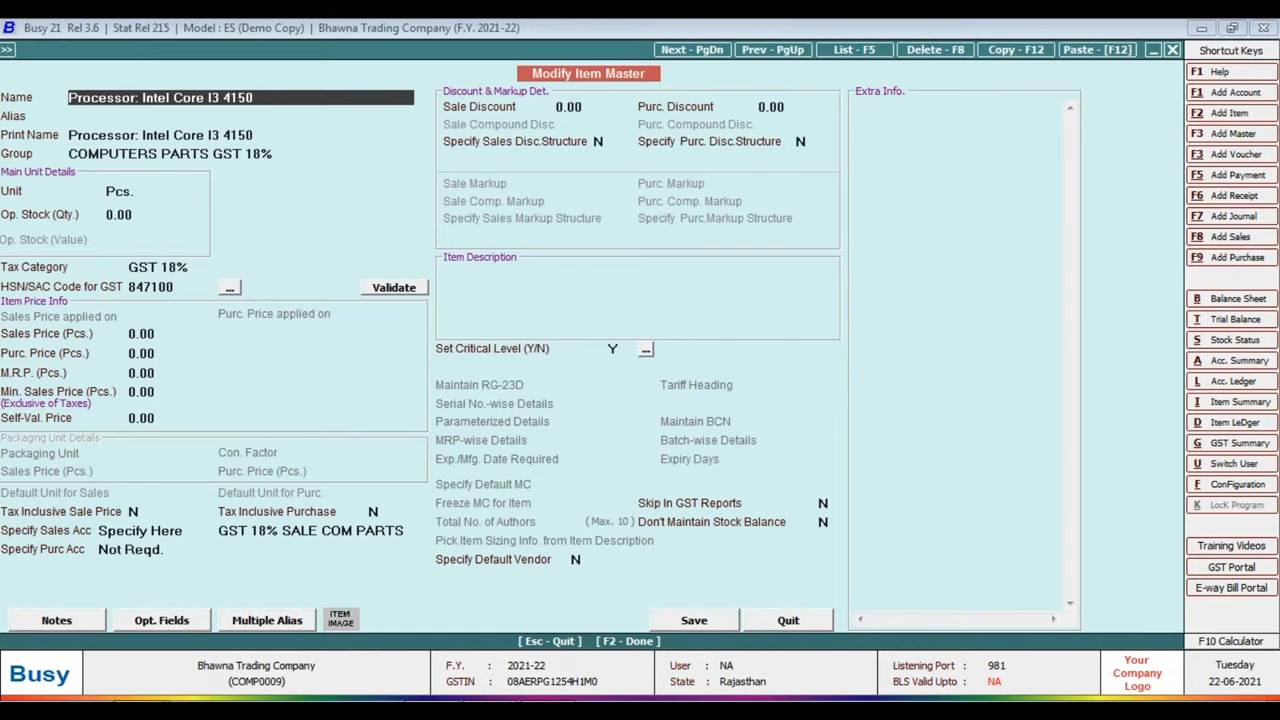 Busy 21 Rel 3.6 | Stat Rel 215 | Model : ES (Demo Copy) | Bhawna Trading Company (F.Y. 2021-22)
>> Next - PgDn Prev - PgUp List - F5 Delete - F8 Copy - F12 Paste - [F12]
Modify Item Master
Name Processor: Intel Core I3 4150
Alias
Print Name Processor: Intel Core I3 4150
Group COMPUTERS PARTS GST 18%
Main Unit Details
Unit Pcs.
Op. Stock (Qty.) 0.00
Op. Stock (Value)
Tax Category GST 18%
HSN/SAC Code for GST 847100 ... Validate
Item Price Info
Sales Price applied on Purc. Price applied on
Sales Price (Pcs.) 0.00
Purc. Price (Pcs.) 0.00
M.R.P. (Pcs.) 0.00
Min. Sales Price (Pcs.) 0.00
(Exclusive of Taxes)
Self-Val. Price 0.00
Packaging Unit Details
Packaging Unit Con. Factor
Sales Price (Pcs.) Purc. Price (Pcs.)
Default Unit for Sales Default Unit for Purc.
Tax Inclusive Sale Price N Tax Inclusive Purchase N
Specify Sales Acc Specify Here GST 18% SALE COM PARTS
Specify Purc Acc Not Reqd.
Notes Opt. Fields Multiple Alias ITEM IMAGE
Discount & Markup Det.
Sale Discount 0.00 Purc. Discount 0.00
Sale Compound Disc. Purc. Compound Disc.
Specify Sales Disc.Structure N Specify Purc. Disc.Structure N
Sale Markup Purc. Markup
Sale Comp. Markup Purc. Comp. Markup
Specify Sales Markup Structure Specify Purc.Markup Structure
Item Description
Set Critical Level (Y/N) Y ...
Maintain RG-23D Tariff Heading
Serial No.-wise Details
Parameterized Details Maintain BCN
MRP-wise Details Batch-wise Details
Exp./Mfg. Date Required Expiry Days
Specify Default MC
Freeze MC for Item Skip In GST Reports N
Total No. of Authors ( Max. 10 ) Don't Maintain Stock Balance N
Pick Item Sizing Info. from Item Description
Specify Default Vendor N
Save Quit
Extra Info.
[ Esc - Quit ] [ F2 - Done ]
Shortcut Keys
F1 Help
F1 Add Account
F2 Add Item
F3 Add Master
F3 Add Voucher
F5 Add Payment
F6 Add Receipt
F7 Add Journal
F8 Add Sales
F9 Add Purchase
B Balance Sheet
T Trial Balance
S Stock Status
A Acc. Summary
L Acc. Ledger
I Item Summary
D Item LeDger
G GST Summary
U Switch User
F ConFiguration
K LocK Program
Training Videos
GST Portal
E-way Bill Portal
F10 Calculator
Busy
Bhawna Trading Company
(COMP0009)
F.Y. : 2021-22
GSTIN : 08AERPG1254H1M0
User : NA
State : Rajasthan
Listening Port : 981
BLS Valid Upto : NA
Your
Company
Logo
Tuesday
22-06-2021